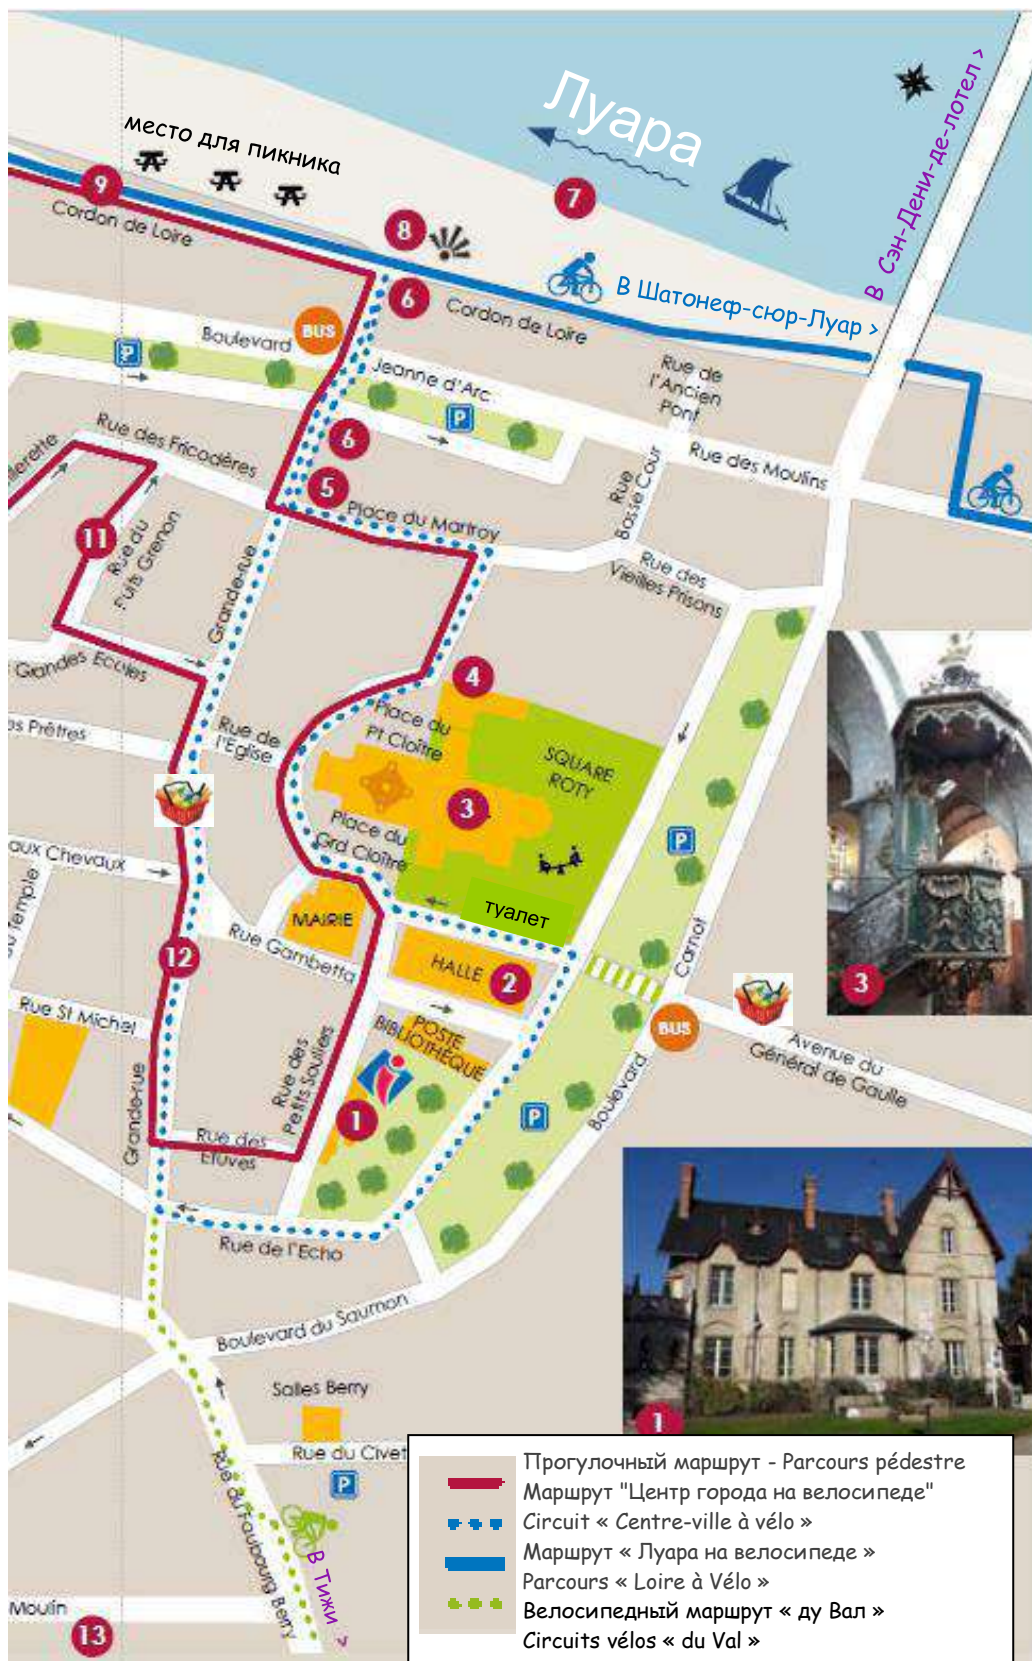 Луара
место для пикника
В Сэн-Дени-де-лотел >
7
9
8
Cordon de Loire
6
В Шатонеф-сюр-Луар >
Cordon de Loire
BUS
Boulevard
P
Jeanne d'Arc
P
Rue de
l'Ancien
Pont
6
Rue des Fricodères
Rue des Moulins
Rue
Basse Cour
5
Place du Martroy
11
Rue du
Puits Grenon
Grande-rue
Rue des
Vieilles Prisons
Grandes Ecoles
4
Place du
Pt Cloître
Prêtres
Rue de
l'Eglise
SQUARE
ROTY
3
Place du
Grd Cloître
P
aux Chevaux
Temple
туалет
MAIRIE
Rue Gambetta
12
HALLE
2
Carnot
3
BUS
Rue St Michel
POSTE
BIBLIOTHÈQUE
Avenue du
Général de Gaulle
Rue des
Petits Souliers
1
P
Boulevard
Grande-rue
Rue des
Etuves
Rue de l'Echo
Boulevard du Saumon
Salles Berry
1
Rue du Civet
P
Rue du Faubourg Berry
В Тижи >
Moulin
13
Прогулочный маршрут - Parcours pédestre
Маршрут "Центр города на велосипеде"
Circuit « Centre-ville à vélo »
Маршрут « Луара на велосипеде »
Parcours « Loire à Vélo »
Велосипедный маршрут « ду Вал »
Circuits vélos « du Val »